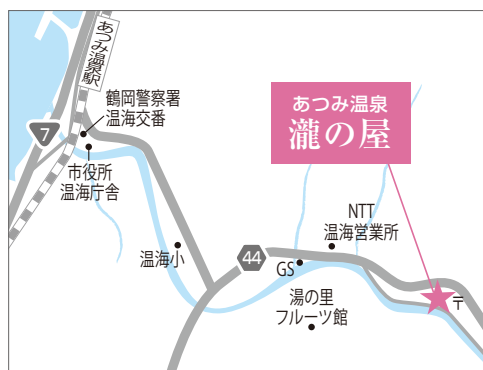 あつみ温泉駅
鶴岡警察署
温海交番
7
市役所
温海庁舎
あつみ温泉
瀧の屋
NTT
温海営業所
44
温海小
GS
湯の里
フルーツ館
〒